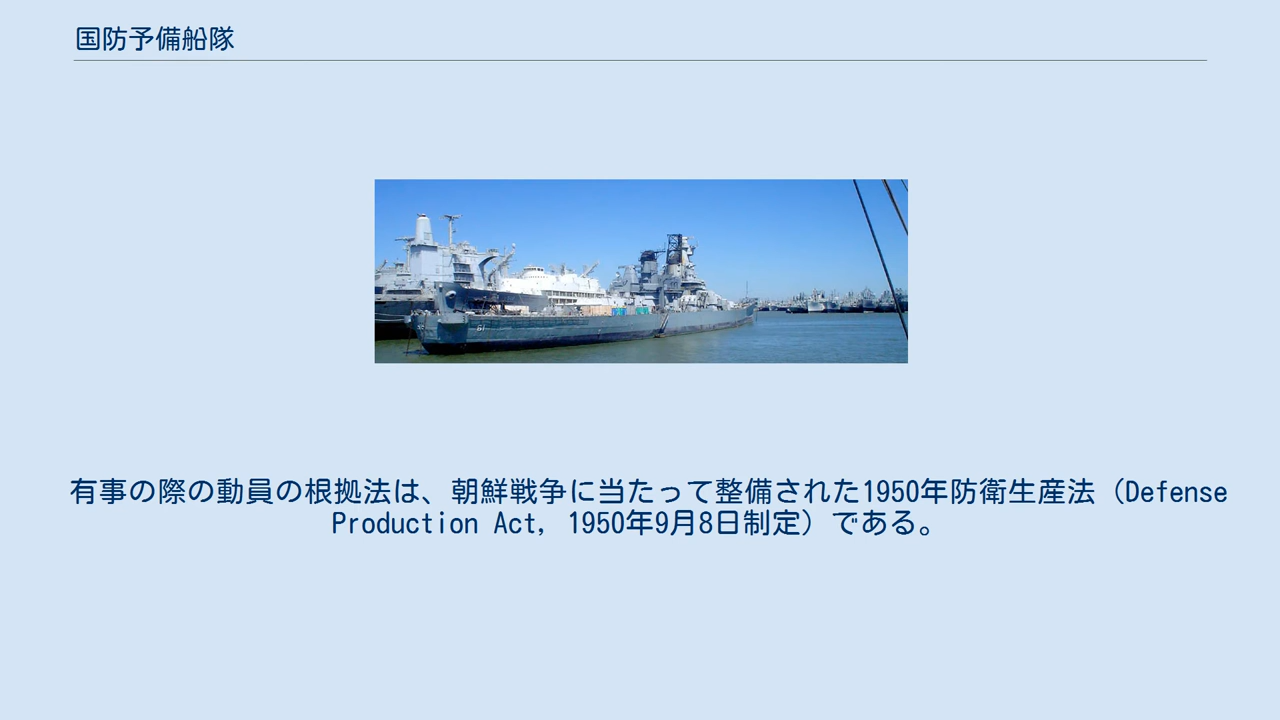 国防予備船隊
61
有事の際の動員の根拠法は、朝鮮戦争に当たって整備された1950年防衛生産法（Defense
Production Act, 1950年9月8日制定）である。